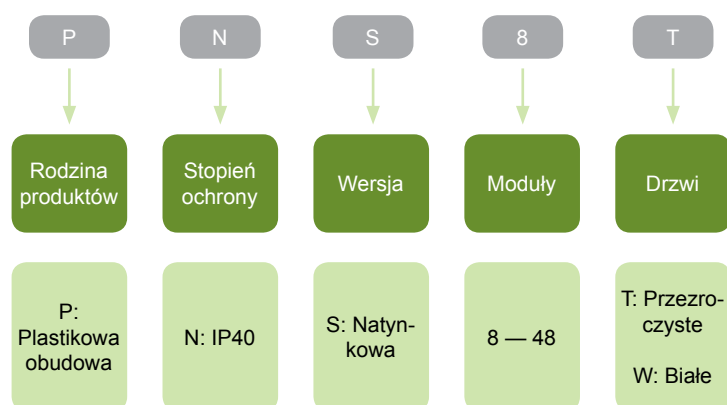 P N S 8 T
Rodzina
produktów
Stopień
ochrony
Wersja
Moduły
Drzwi
P:
Plastikowa
obudowa
N: IP40
S: Natyn-
kowa
8 — 48
T: Przezro-
czyste
W: Białe